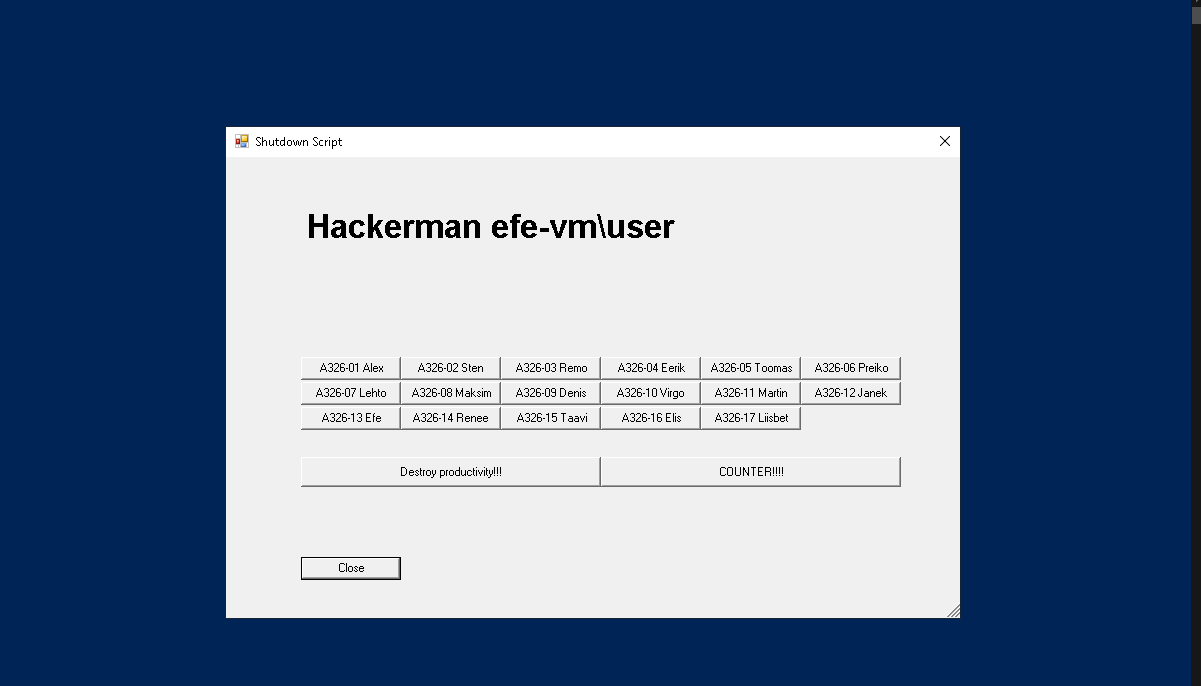 Shutdown Script
Hackerman efe-vm\user
A326-01 Alex A326-02 Sten A326-03 Remo A326-04 Eerik A326-05 Toomas A326-06 Preiko
A326-07 Lehto A326-08 Maksim A326-09 Denis A326-10 Virgo A326-11 Martin A326-12 Janek
A326-13 Efe A326-14 Renee A326-15 Taavi A326-16 Elis A326-17 Liisbet
Destroy productivity!!! COUNTER!!!!
Close